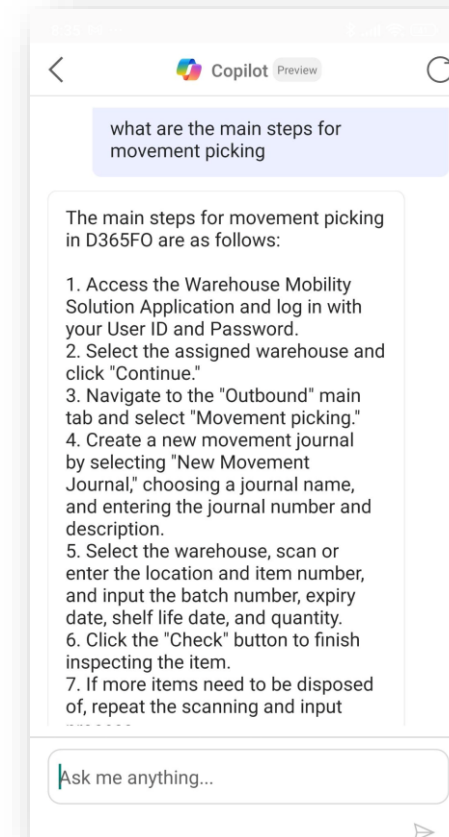 Copilot Preview
what are the main steps for
movement picking
The main steps for movement picking
in D365FO are as follows:
1. Access the Warehouse Mobility
Solution Application and log in with
your User ID and Password.
2. Select the assigned warehouse and
click "Continue."
3. Navigate to the "Outbound" main
tab and select "Movement picking."
4. Create a new movement journal
by selecting "New Movement
Journal," choosing a journal name,
and entering the journal number and
description.
5. Select the warehouse, scan or
enter the location and item number,
and input the batch number, expiry
date, shelf life date, and quantity.
6. Click the "Check" button to finish
inspecting the item.
7. If more items need to be disposed
of, repeat the scanning and input
Ask me anything...